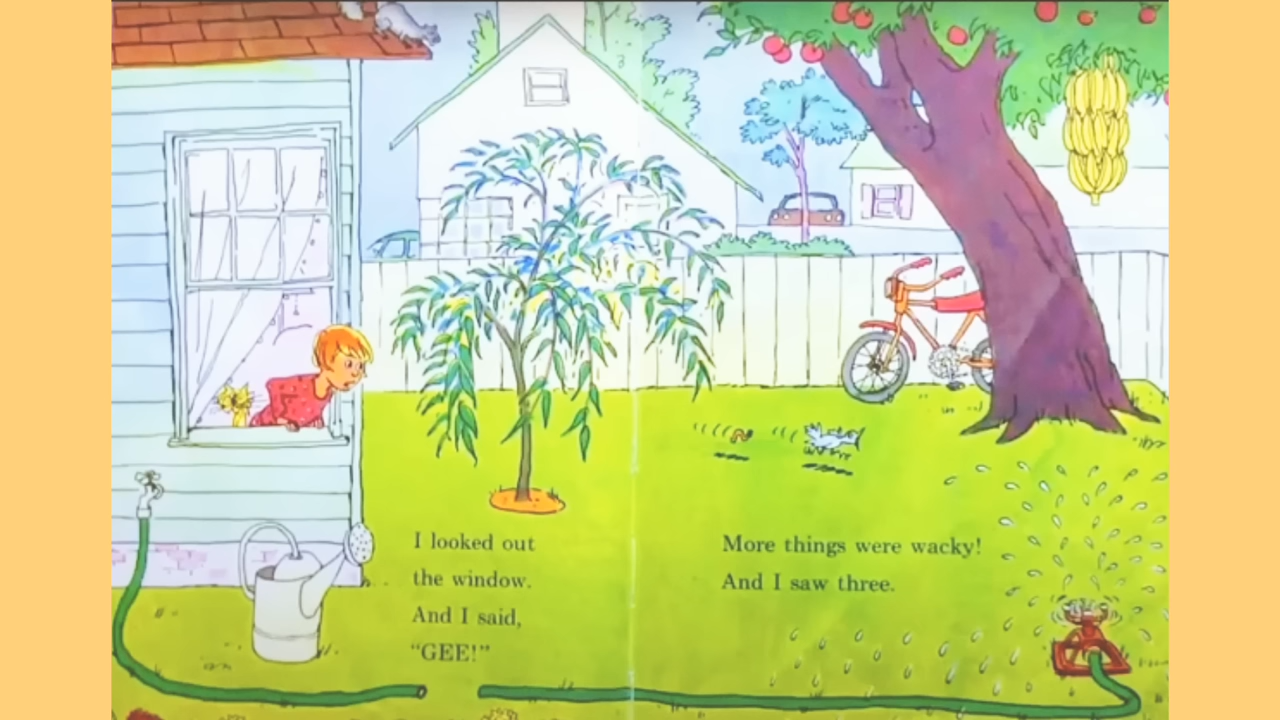 I looked out
the window.
And I said,
“GEE!”
More things were wacky!
And I saw three.